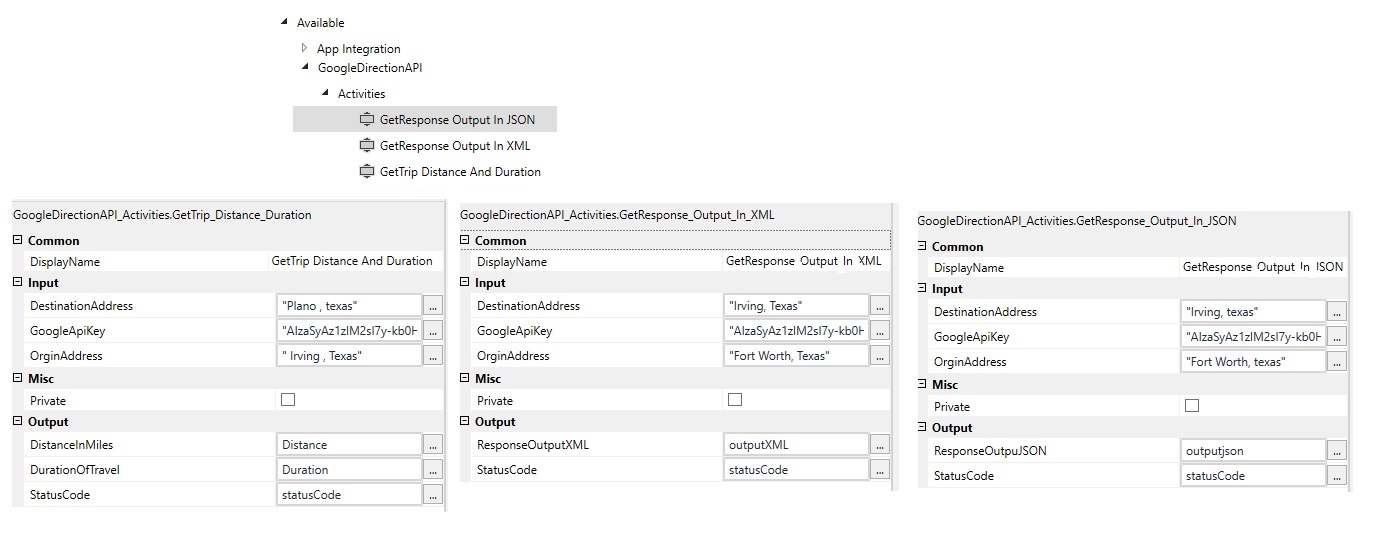 Available
App Integration
GoogleDirectionAPI
Activities
GetResponse Output In JSON
GetResponse Output In XML
GetTrip Distance And Duration
GoogleDirectionAPI_Activities.GetTrip_Distance_Duration
Common
DisplayName GetTrip Distance And Duration
Input
DestinationAddress "Plano , texas" ...
GoogleApiKey "AIzaSyAz1zlM2sI7y-kb0H ...
OrginAddress " Irving , Texas" ...
Misc
Private
Output
DistanceInMiles Distance ...
DurationOfTravel Duration ...
StatusCode statusCode ...
GoogleDirectionAPI_Activities.GetResponse_Output_In_XML
Common
DisplayName GetResponse Output In XML
Input
DestinationAddress "Irving, Texas" ...
GoogleApiKey "AIzaSyAz1zlM2sI7y-kb0H ...
OrginAddress "Fort Worth, Texas" ...
Misc
Private
Output
ResponseOutputXML outputXML ...
StatusCode statusCode ...
GoogleDirectionAPI_Activities.GetResponse_Output_In_JSON
Common
DisplayName GetResponse Output In JSON
Input
DestinationAddress "Irving, texas" ...
GoogleApiKey "AIzaSyAz1zlM2sI7y-kb0H ...
OrginAddress "Fort Worth, texas" ...
Misc
Private
Output
ResponseOutpuJSON outputjson ...
StatusCode statusCode ...